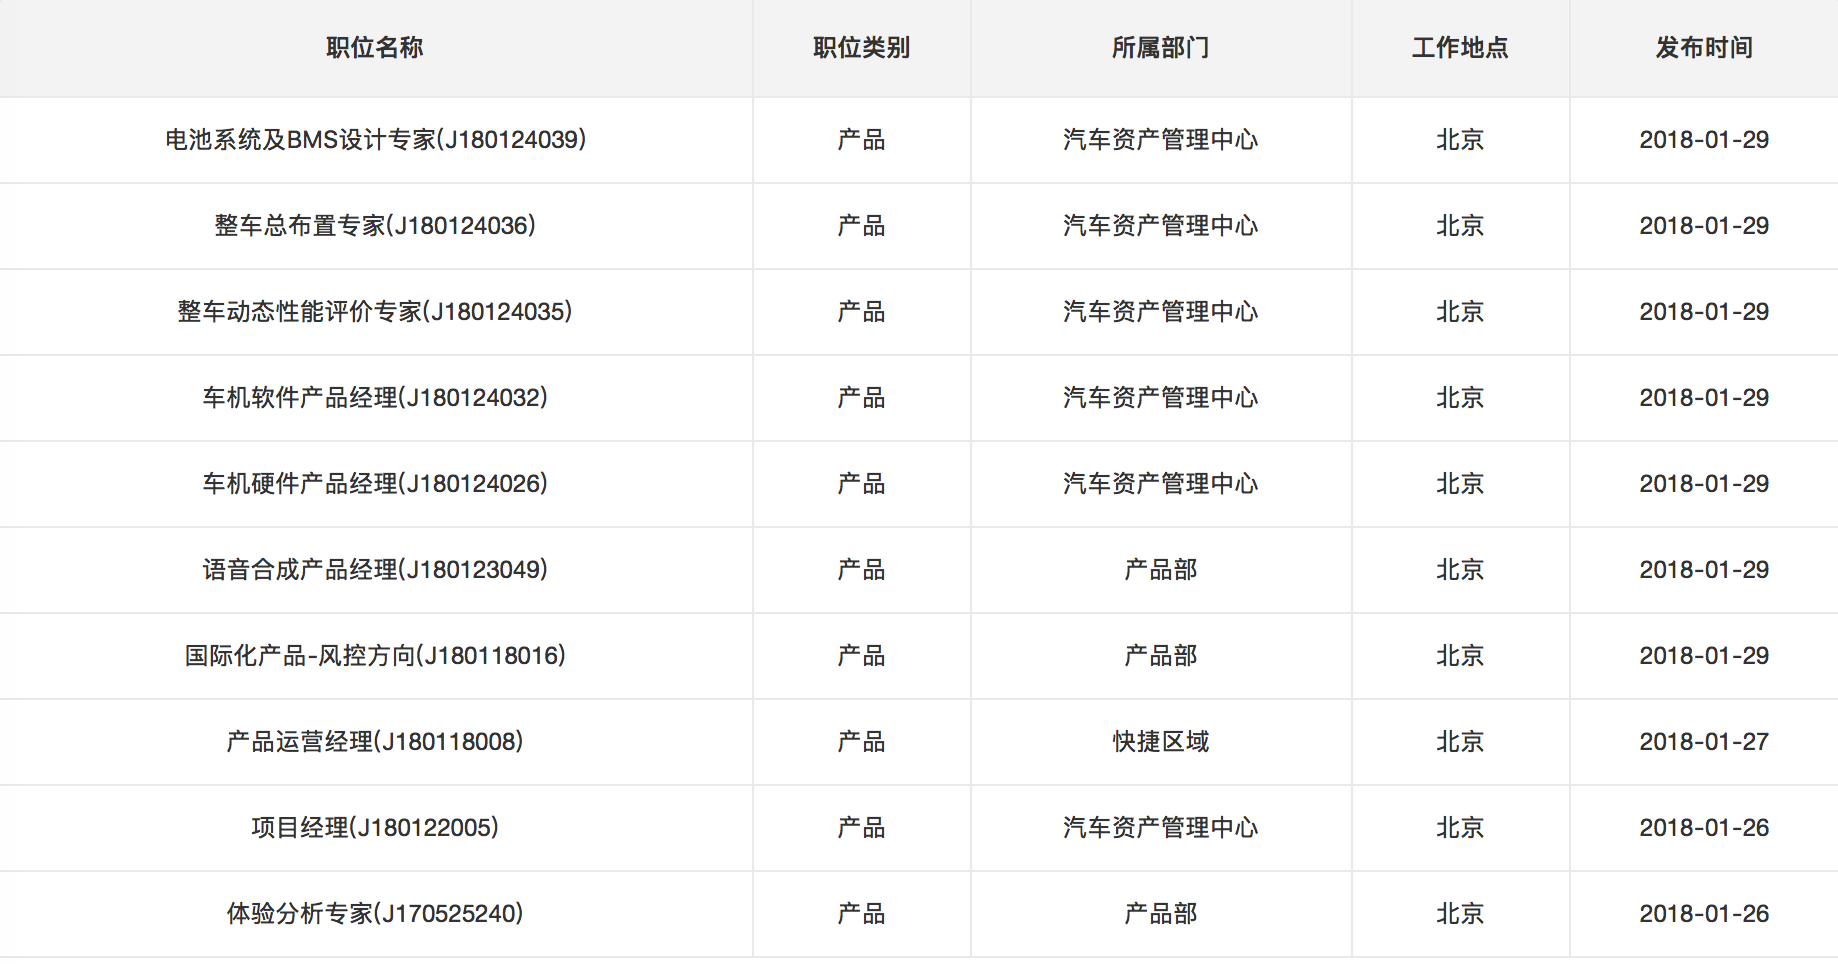 职位名称 职位类别 所属部门 工作地点 发布时间
电池系统及BMS设计专家(J180124039) 产品 汽车资产管理中心 北京 2018-01-29
整车总布置专家(J180124036) 产品 汽车资产管理中心 北京 2018-01-29
整车动态性能评价专家(J180124035) 产品 汽车资产管理中心 北京 2018-01-29
车机软件产品经理(J180124032) 产品 汽车资产管理中心 北京 2018-01-29
车机硬件产品经理(J180124026) 产品 汽车资产管理中心 北京 2018-01-29
语音合成产品经理(J180123049) 产品 产品部 北京 2018-01-29
国际化产品-风控方向(J180118016) 产品 产品部 北京 2018-01-29
产品运营经理(J180118008) 产品 快捷区域 北京 2018-01-27
项目经理(J180122005) 产品 汽车资产管理中心 北京 2018-01-26
体验分析专家(J170525240) 产品 产品部 北京 2018-01-26